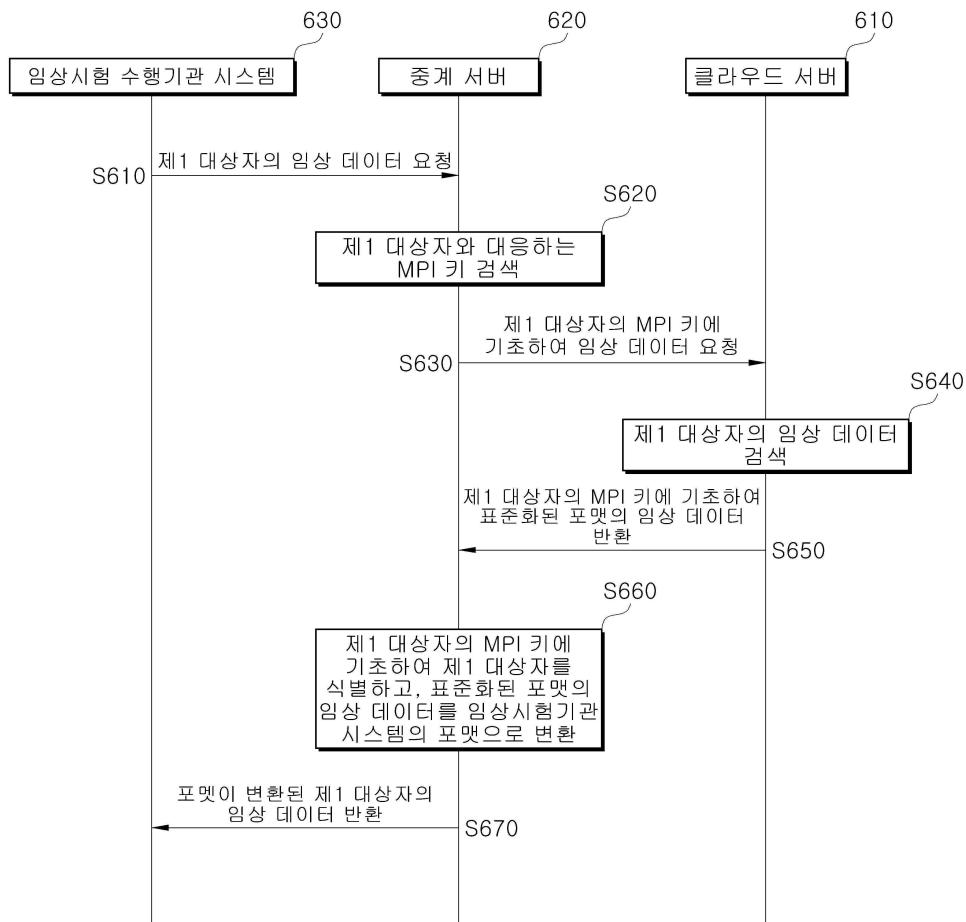 630
620
610
임상시험 수행기관 시스템
중계 서버
클라우드 서버
제1 대상자의 임상 데이터 요청
S610
S620
제1 대상자와 대응하는
MPI 키 검색
제1 대상자의 MPI 키에
기초하여 임상 데이터 요청
S630
S640
제1 대상자의 임상 데이터
검색
제1 대상자의 MPI 키에 기초하여
표준화된 포맷의 임상 데이터
반환
S650
S660
제1 대상자의 MPI 키에
기초하여 제1 대상자를
식별하고, 표준화된 포맷의
임상 데이터를 임상시험기관
시스템의 포맷으로 변환
포멧이 변환된 제1 대상자의
임상 데이터 반환
S670